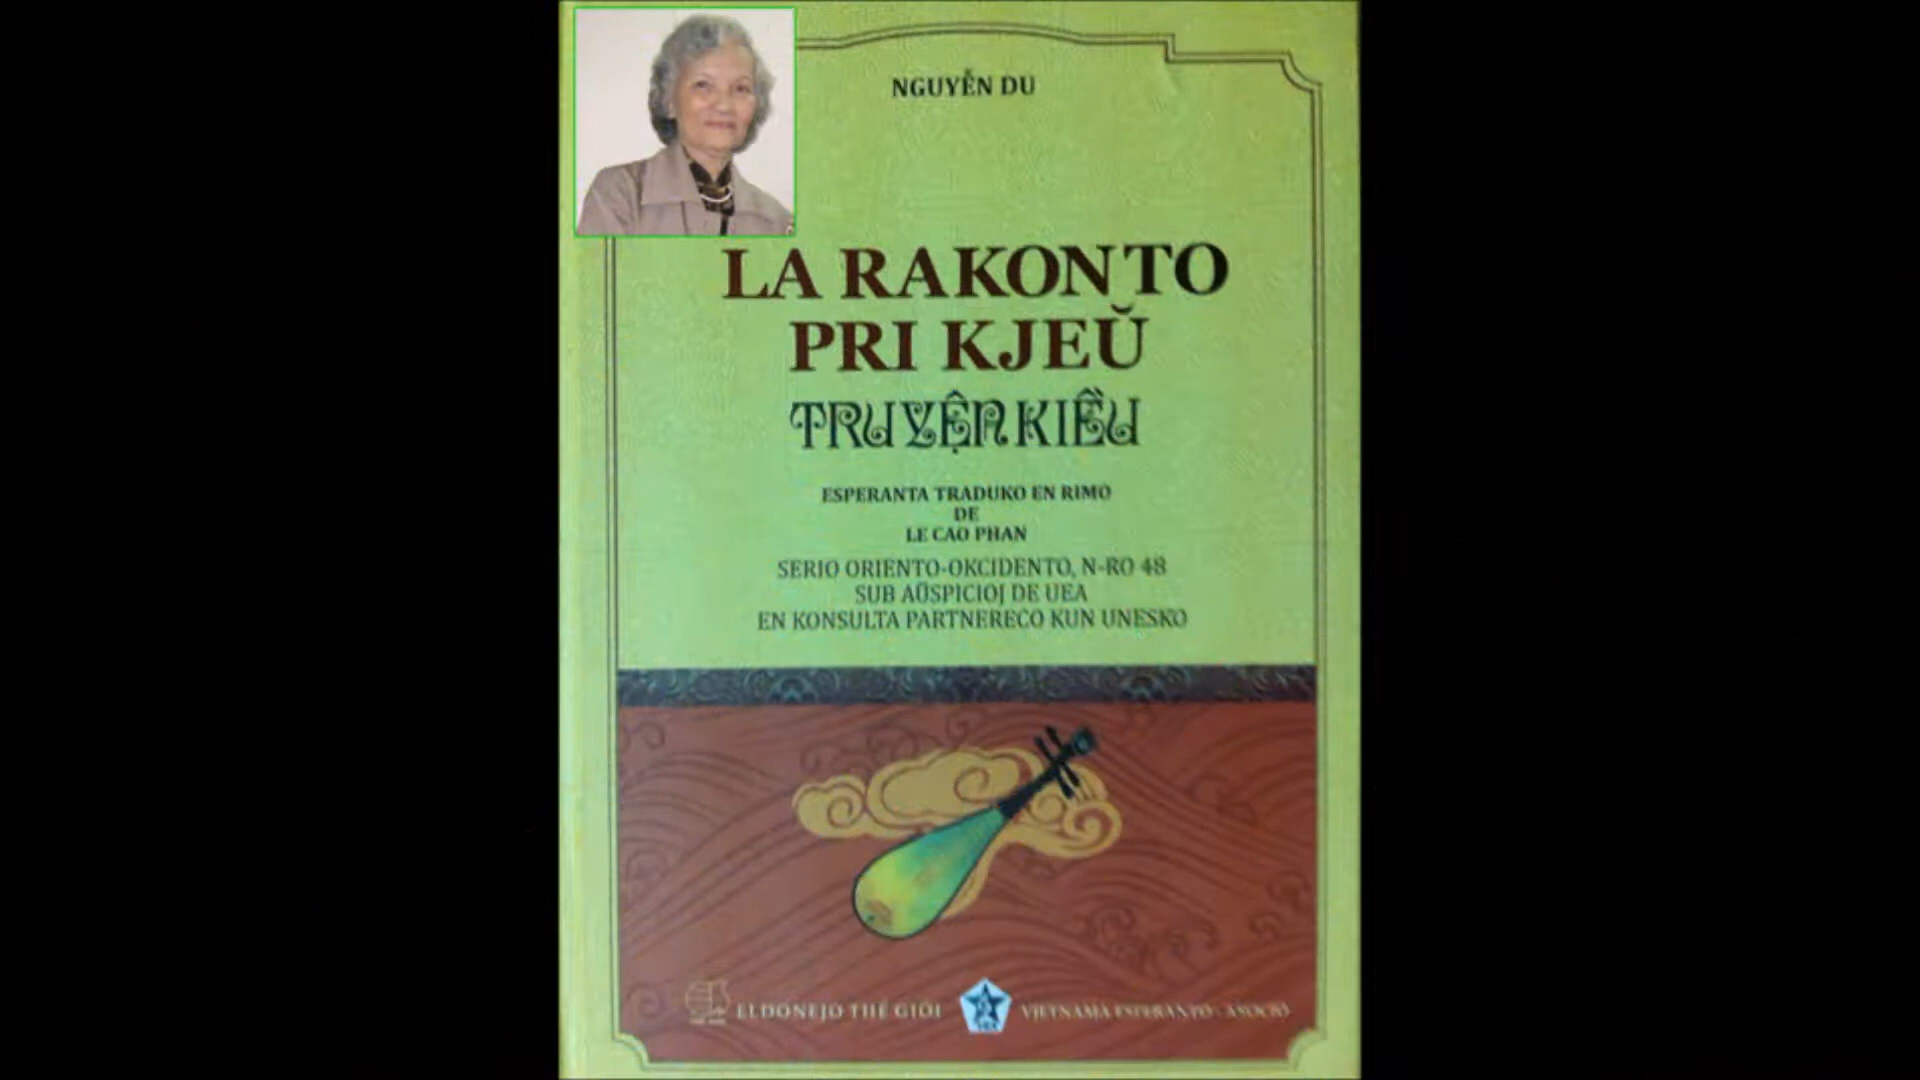 NGUYỄN DU
LA RAKONTO
PRI KJEŬ
TRUYỆN KIỀU
ESPERANTA TRADUKO EN RIMO
DE
LE CAO PHAN
SERIO ORIENTO-OKCIDENTO, N-RO 48
SUB AŬSPICIOJ DE UEA
EN KONSULTA PARTNERECO KUN UNESKO
ELDONEJO THẾ GIỚI
VJETNAMA ESPERANTO - ASOCIO